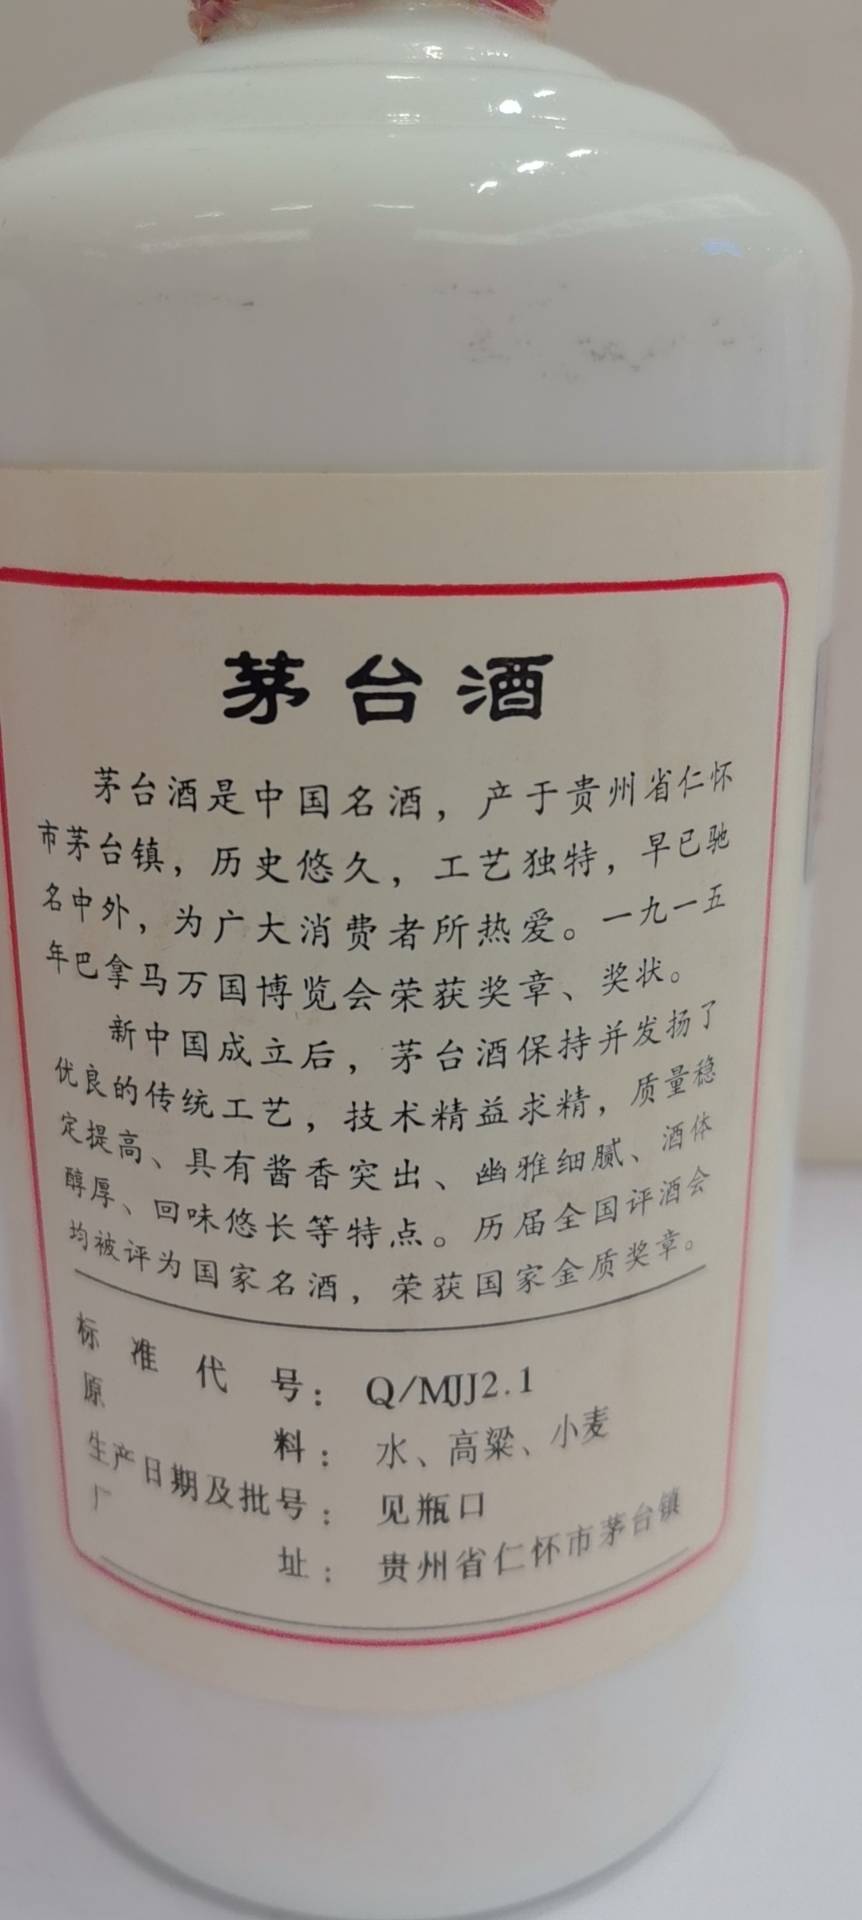 茅台酒
茅台酒是中国名酒，产于贵州省仁怀
市茅台镇，历史悠久，工艺独特，早已驰
名中外，为广大消费者所热爱。一九一五
年巴拿马万国博览会荣获奖章、奖状。
新中国成立后，茅台酒保持并发扬了
优良的传统工艺，技术精益求精，质量稳
定提高、具有酱香突出、幽雅细腻、酒体
醇厚、回味悠长等特点。历届全国评酒会
均被评为国家名酒，荣获国家金质奖章。
标准代号：Q/MJJ2.1
原料：水、高粱、小麦
生产日期及批号：见瓶口
厂址：贵州省仁怀市茅台镇